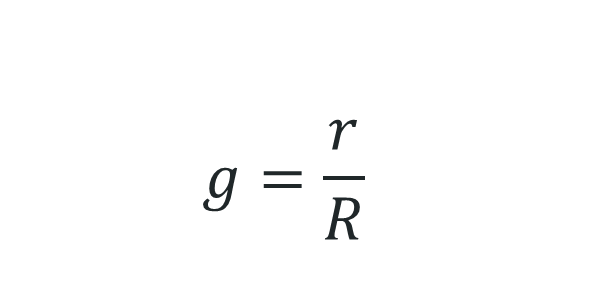 g = r/R